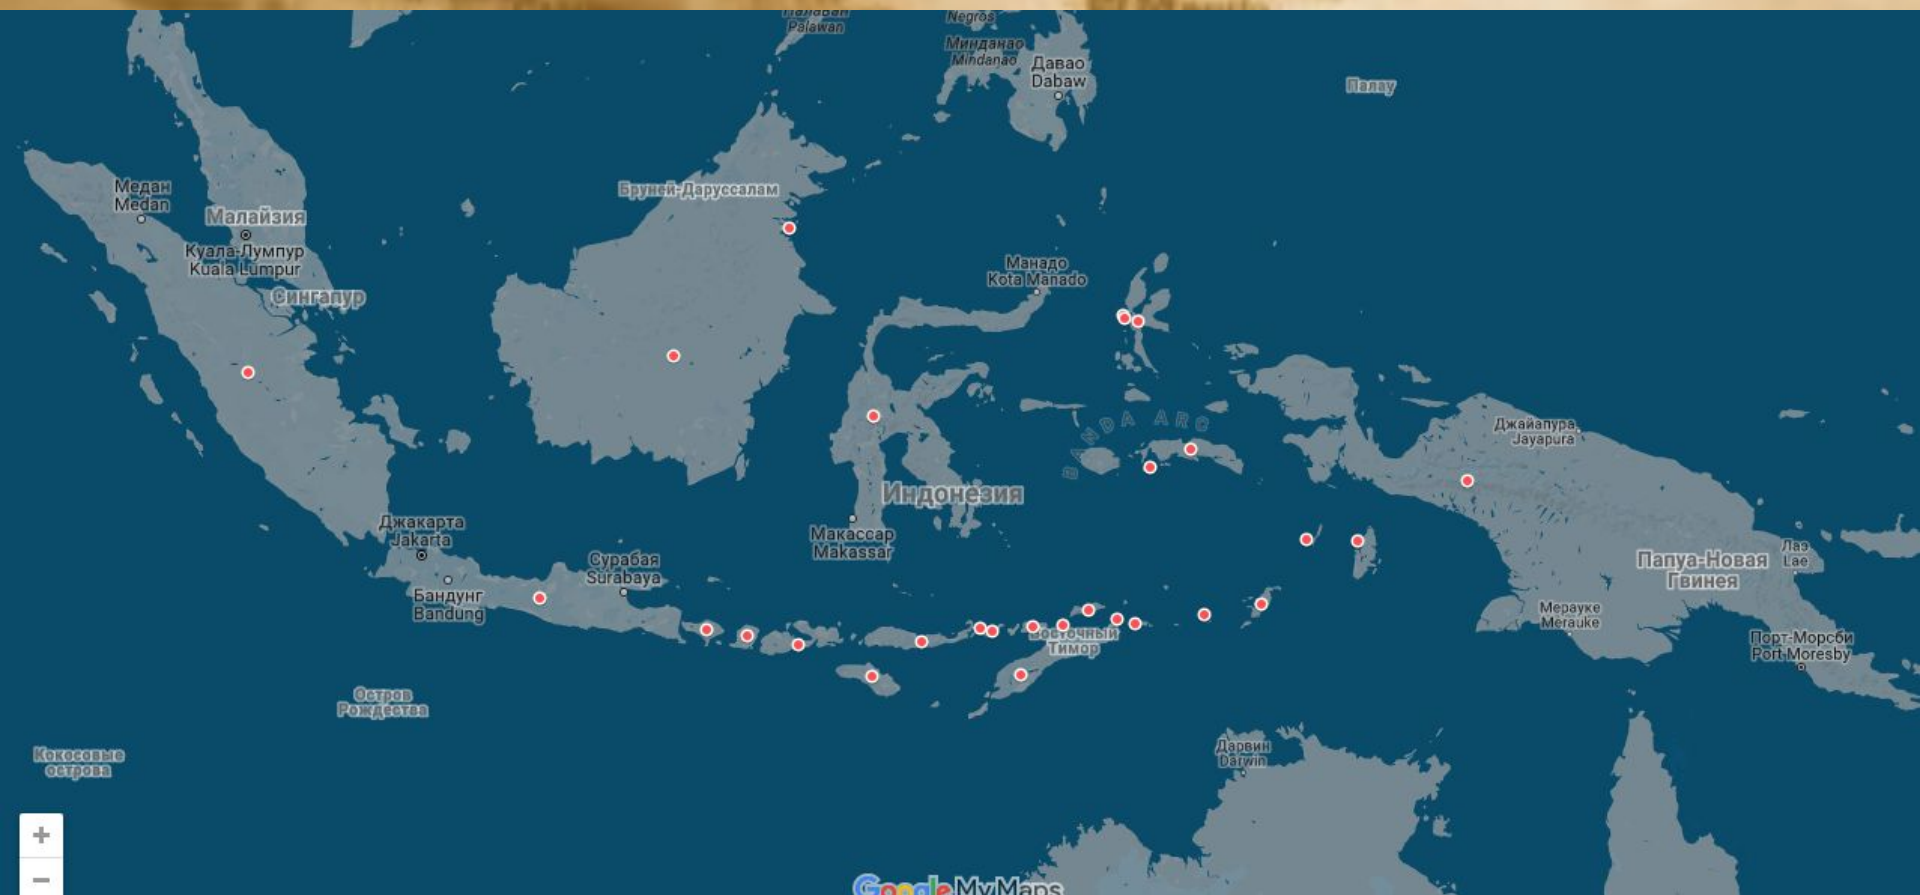 Палаван
Palawan
Negros
Минданао
Mindanao
Давао
Dabaw
Палау
Медан
Medan
Малайзия
Куала-Лумпур
Kuala Lumpur
Сингапур
Бруней-Даруссалам
Манадо
Kota Manado
BANDA ARC
Джайапура
Jayapura
Индонезия
Макассар
Makassar
Джакарта
Jakarta
Бандунг
Bandung
Сурабая
Surabaya
Восточный
Тимор
Папуа-Новая
Гвинея
Лаэ
Lae
Мерауке
Merauke
Порт-Морсби
Port Moresby
Остров
Рождества
Кокосовые
острова
Дарвин
Darwin
+
−
Google My Maps